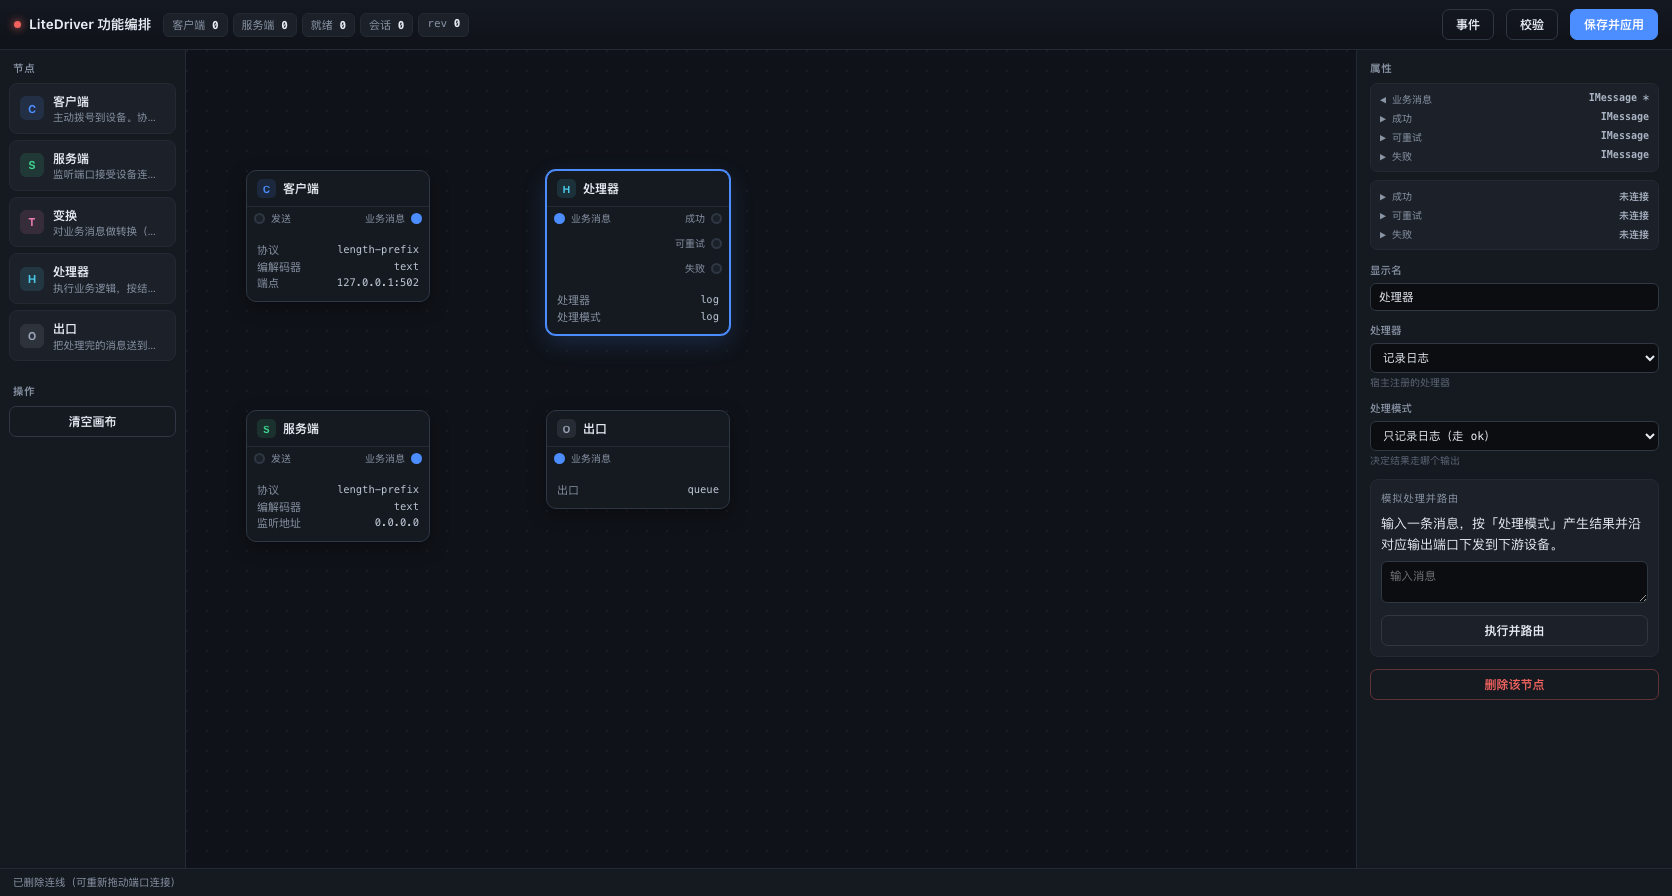 LiteDriver 功能编排
客户端 0
服务端 0
就绪 0
会话 0
rev 0
事件
校验
保存并应用
节点
C
客户端
主动拨号到设备。协...
S
服务端
监听端口接受设备连...
T
变换
对业务消息做转换（...
H
处理器
执行业务逻辑，按结...
O
出口
把处理完的消息送到...
操作
清空画布
C 客户端
发送 业务消息
协议 length-prefix
编解码器 text
端点 127.0.0.1:502
H 处理器
业务消息 成功
可重试
失败
处理器 log
处理模式 log
S 服务端
发送 业务消息
协议 length-prefix
编解码器 text
监听地址 0.0.0.0
O 出口
业务消息
出口 queue
属性
◀ 业务消息 IMessage *
▶ 成功 IMessage
▶ 可重试 IMessage
▶ 失败 IMessage
▶ 成功 未连接
▶ 可重试 未连接
▶ 失败 未连接
显示名
处理器
处理器
记录日志
宿主注册的处理器
处理模式
只记录日志（走 ok）
决定结果走哪个输出
模拟处理并路由
输入一条消息，按「处理模式」产生结果并沿
对应输出端口下发到下游设备。
输入消息
执行并路由
删除该节点
已删除连线（可重新拖动端口连接）